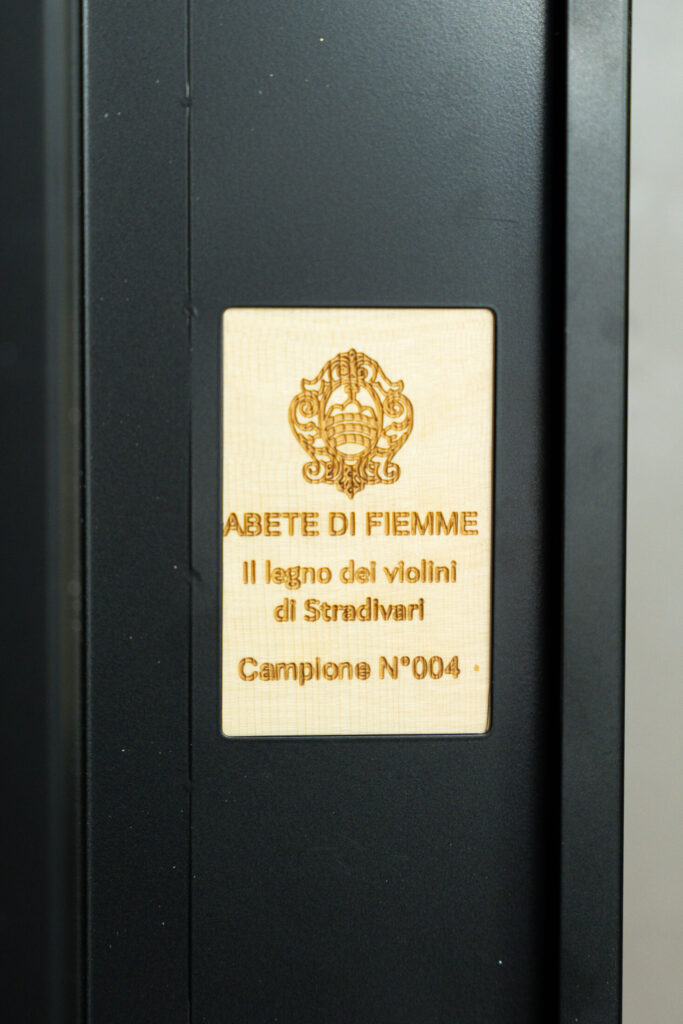 ABETE DI FIEMME
Il legno dei violini
di Stradivari
Campione N°004